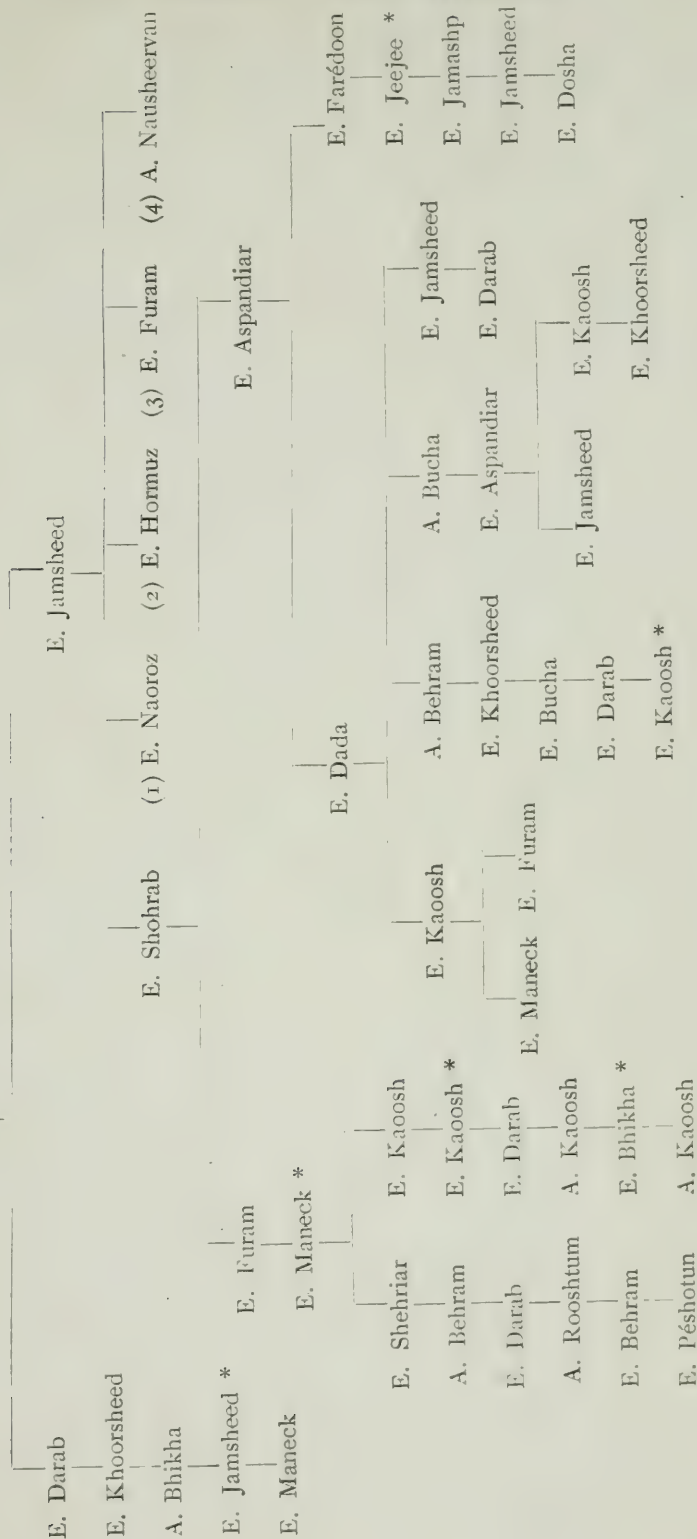 E. Darab E. Jamsheed
E. Khoorsheed
E. Shohrab (1) E. Naoroz (2) E. Hormuz (3) E. Furam (4) A. Nausheervan
A. Bhikha
E. Jamsheed * E. Furam E. Aspandiar
E. Maneck E. Maneck *
E. Dada E. Farédoon
E. Shehriar E. Kaoosh E. Jeejee *
E. Kaoosh A. Behram A. Bucha E. Jamsheed E. Jamashp
A. Behram E. Kaoosh *
E. Khoorsheed E. Aspandiar E. Darab E. Jamsheed
E. Darab E. Darab
E. Maneck E. Furam E. Bucha E. Dosha
A. Rooshtum A. Kaoosh E. Jamsheed E. Kaoosh
E. Darab
E. Behram E. Bhikha * E. Khoorsheed
E. Kaoosh *
E. Péshotun A. Kaoosh